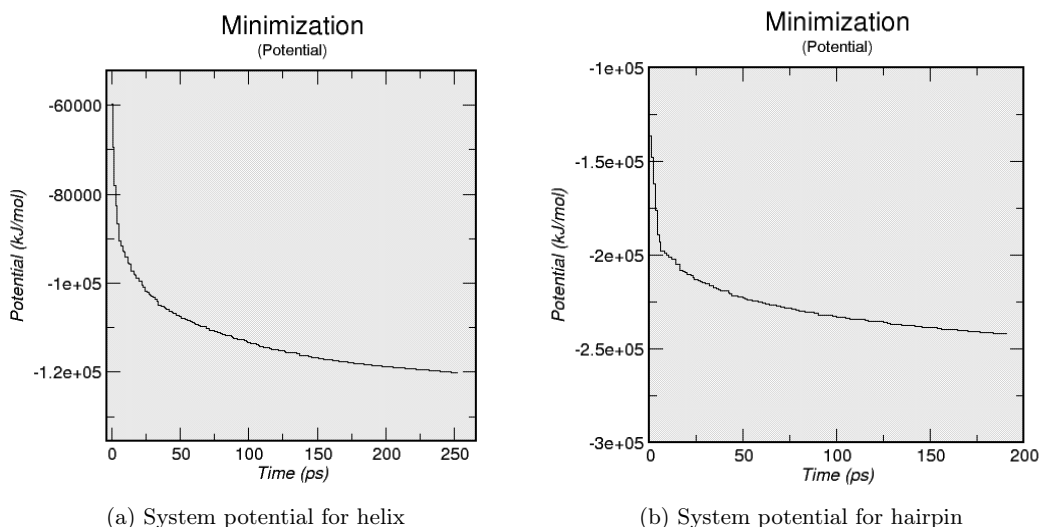 Minimization
(Potential)
-60000
-80000
-1e+05
-1.2e+05
Potential (kJ/mol)
0 50 100 150 200 250
Time (ps)
(a) System potential for helix
Minimization
(Potential)
-1e+05
-1.5e+05
-2e+05
-2.5e+05
-3e+05
Potential (kJ/mol)
0 50 100 150 200
Time (ps)
(b) System potential for hairpin